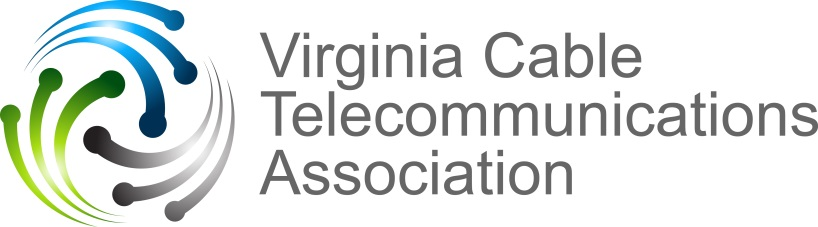 Virginia Cable
Telecommunications
Association